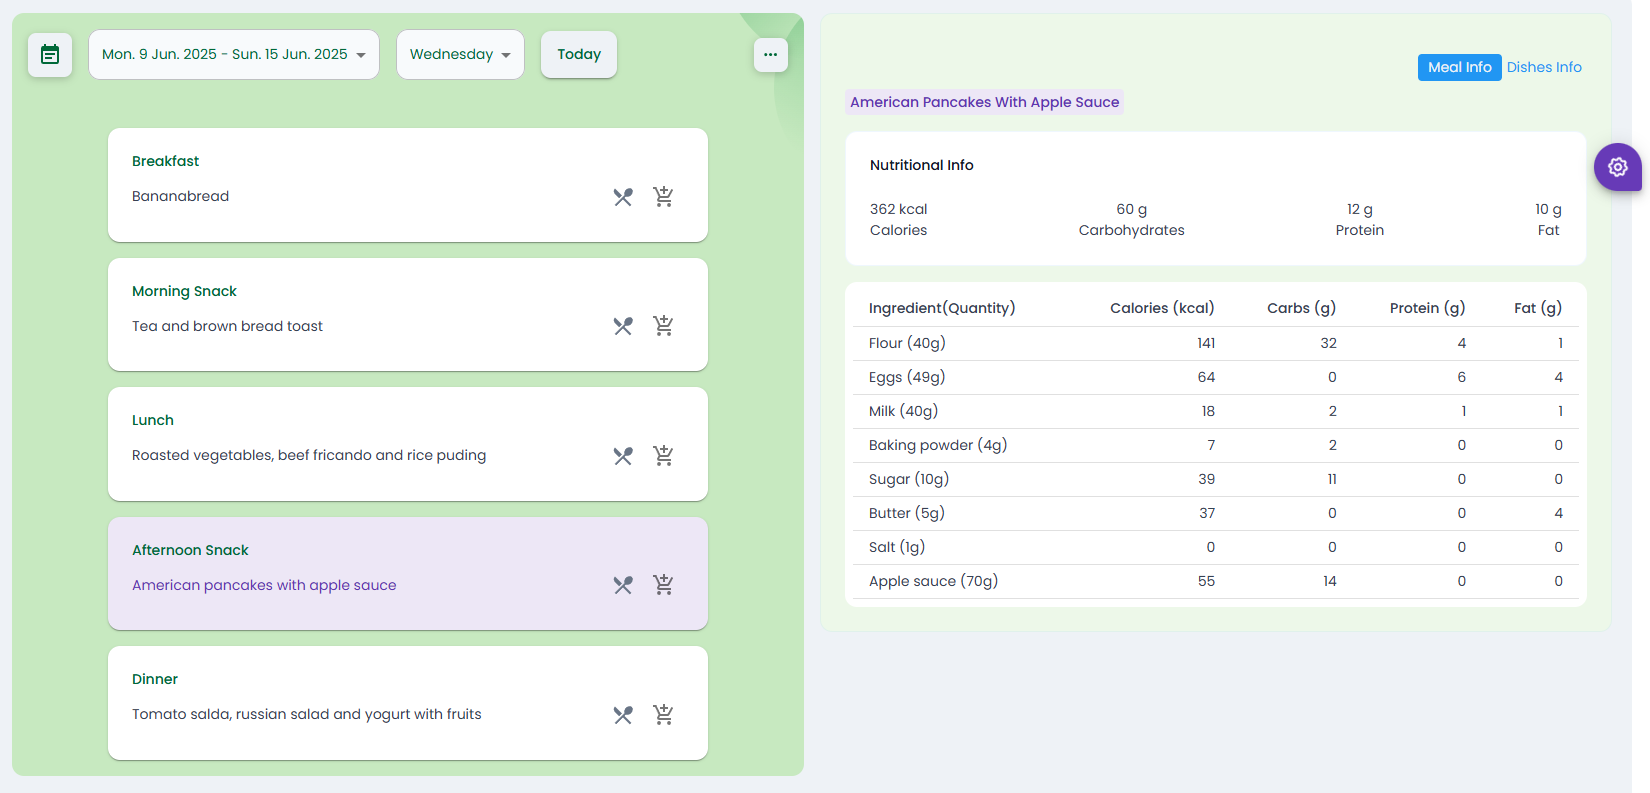 Mon. 9 Jun. 2025 - Sun. 15 Jun. 2025 Wednesday Today
Breakfast
Bananabread
Morning Snack
Tea and brown bread toast
Lunch
Roasted vegetables, beef fricando and rice puding
Afternoon Snack
American pancakes with apple sauce
Dinner
Tomato salda, russian salad and yogurt with fruits
Meal Info Dishes Info
American Pancakes With Apple Sauce
Nutritional Info
362 kcal 60 g 12 g 10 g
Calories Carbohydrates Protein Fat
Ingredient(Quantity) Calories (kcal) Carbs (g) Protein (g) Fat (g)
Flour (40g) 141 32 4 1
Eggs (49g) 64 0 6 4
Milk (40g) 18 2 1 1
Baking powder (4g) 7 2 0 0
Sugar (10g) 39 11 0 0
Butter (5g) 37 0 0 4
Salt (1g) 0 0 0 0
Apple sauce (70g) 55 14 0 0